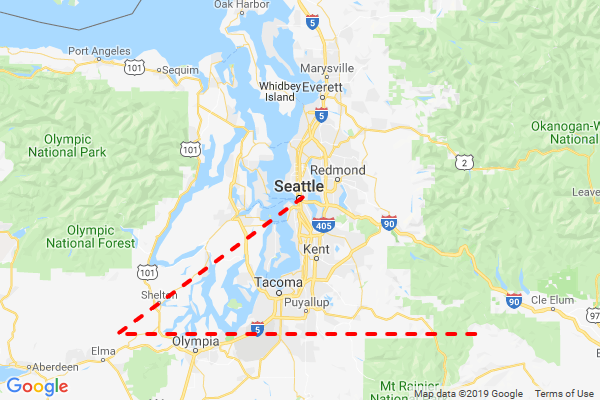 Oak Harbor
Port Angeles
101
Sequim
Marysville
Whidbey
Island
Everett
5
Olympic
National Park
101
Okanogan-W
National
2
Redmond
Leave
Seattle
Olympic
National Forest
405
90
Kent
101
Shelton
Tacoma
Puyallup
90
Cle Elum
97
5
Olympia
Elma
Aberdeen
Mt Rainier
National Park
Google
Map data ©2019 Google
Terms of Use